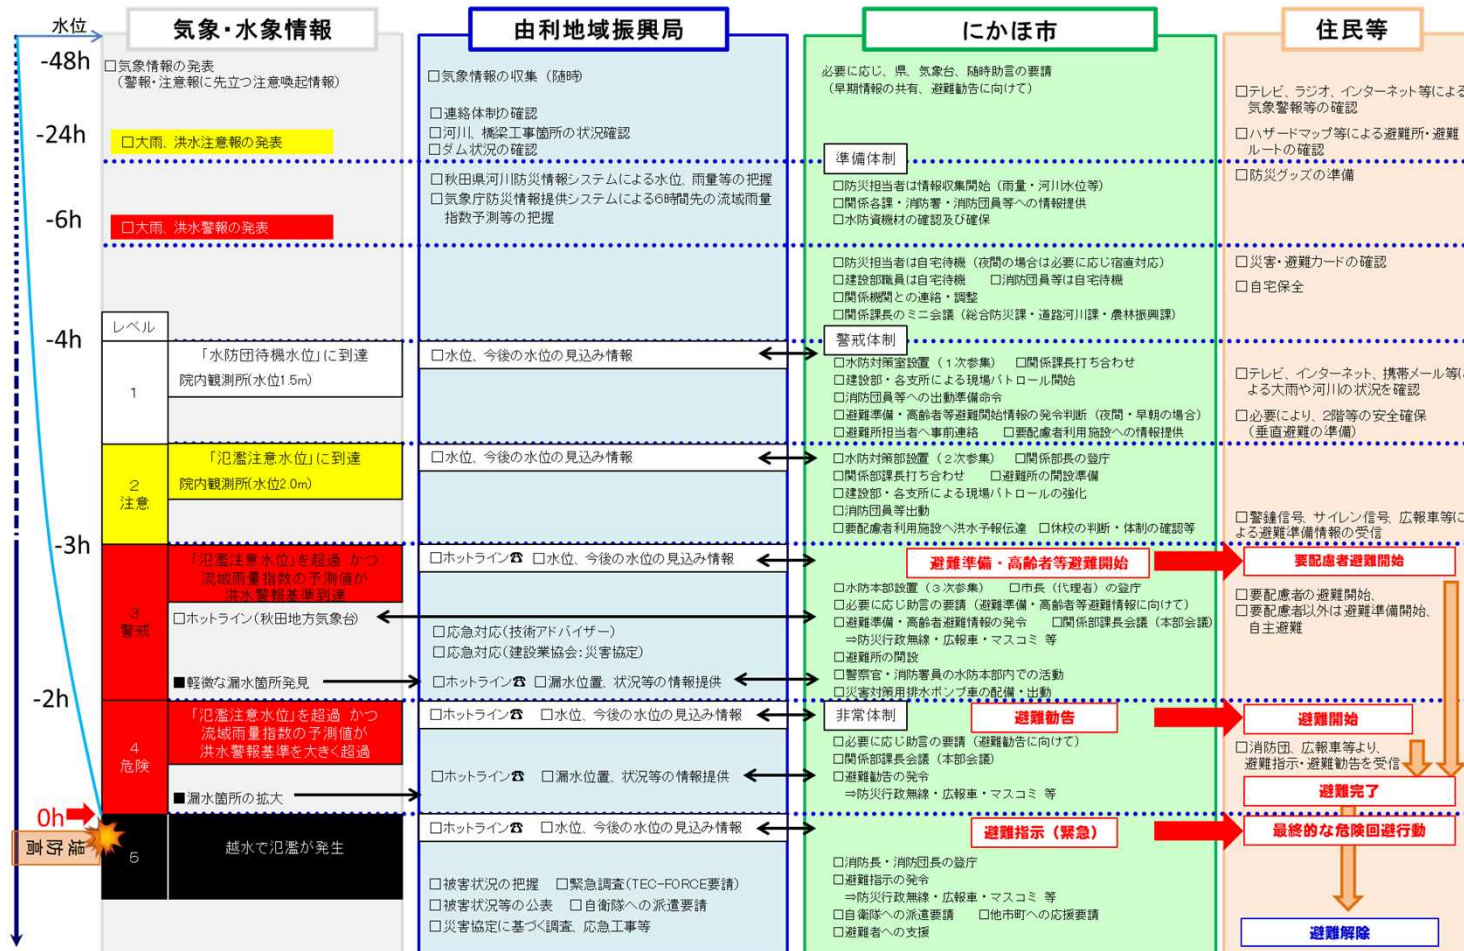 水位
気象・水象情報
由利地域振興局
にかほ市
住民等
-48h
-24h
-6h
-4h
-3h
-2h
0h
堤防高
□気象情報の発表
(警報・注意報に先立つ注意喚起情報)
□大雨、洪水注意報の発表
□大雨、洪水警報の発表
レベル
1
「水防団待機水位」に到達
院内観測所(水位1.5m)
2
注意
「氾濫注意水位」に到達
院内観測所(水位2.0m)
3
警戒
「氾濫注意水位」を超過 かつ
流域雨量指数の予測値が
洪水警報基準到達
□ホットライン(秋田地方気象台)
■軽微な漏水箇所発見
4
危険
「氾濫注意水位」を超過 かつ
流域雨量指数の予測値が
洪水警報基準を大きく超過
■漏水箇所の拡大
5
越水で氾濫が発生
□気象情報の収集（随時）
□連絡体制の確認
□河川、橋梁工事箇所の状況確認
□ダム状況の確認
□秋田県河川防災情報システムによる水位、雨量等の把握
□気象庁防災情報提供システムによる6時間先の流域雨量
指数予測等の把握
□水位、今後の水位の見込み情報
□水位、今後の水位の見込み情報
□ホットライン☎ □水位、今後の水位の見込み情報
□応急対応(技術アドバイザー)
□応急対応(建設業協会:災害協定)
□ホットライン☎ □漏水位置、状況等の情報提供
□ホットライン☎ □水位、今後の水位の見込み情報
□ホットライン☎ □漏水位置、状況等の情報提供
□ホットライン☎ □水位、今後の水位の見込み情報
□被害状況の把握 □緊急調査(TEC-FORCE要請)
□被害状況等の公表 □自衛隊への派遣要請
□災害協定に基づく調査、応急工事等
必要に応じ、県、気象台、随時助言の要請
（早期情報の共有、避難勧告に向けて）
準備体制
□防災担当者は情報収集開始（雨量・河川水位等）
□関係各課・消防署・消防団員等への情報提供
□水防資機材の確認及び確保
□防災担当者は自宅待機（夜間の場合は必要に応じ宿直対応）
□建設部職員は自宅待機 □消防団員等は自宅待機
□関係機関との連絡・調整
□関係課長のミニ会議（総合防災課・道路河川課・農林振興課）
警戒体制
□水防対策室設置（１次参集） □関係課長打ち合わせ
□建設部・各支所による現場パトロール開始
□消防団員等への出動準備命令
□避難準備・高齢者等避難開始情報の発令判断（夜間・早朝の場合）
□避難所担当者へ事前連絡 □要配慮者利用施設への情報提供
□水防対策部設置（２次参集） □関係部長の登庁
□関係部課長打ち合わせ □避難所の開設準備
□建設部・各支所による現場パトロールの強化
□消防団員等出動
□要配慮者利用施設へ洪水予報伝達 □休校の判断・体制の確認等
避難準備・高齢者等避難開始
□水防本部設置（３次参集） □市長（代理者）の登庁
□必要に応じ助言の要請（避難準備・高齢者等避難情報に向けて）
□避難準備・高齢者避難情報の発令 □関係部課長会議（本部会議）
⇒防災行政無線・広報車・マスコミ 等
□避難所の開設
□警察官・消防署員の水防本部内での活動
□災害対策用排水ポンプ車の配備・出動
非常体制
避難勧告
□必要に応じ助言の要請（避難勧告に向けて）
□関係部課長会議（本部会議）
□避難勧告の発令
⇒防災行政無線・広報車・マスコミ 等
避難指示（緊急）
□消防長・消防団長の登庁
□避難指示の発令
⇒防災行政無線・広報車・マスコミ 等
□自衛隊への派遣要請 □他市町への応援要請
□避難者への支援
□テレビ、ラジオ、インターネット等による
気象警報等の確認
□ハザードマップ等による避難所・避難
ルートの確認
□防災グッズの準備
□災害・避難カードの確認
□自宅保全
□テレビ、インターネット、携帯メール等に
よる大雨や河川の状況を確認
□必要により、2階等の安全確保
(垂直避難の準備)
□警鐘信号、サイレン信号、広報車等に
よる避難準備情報の受信
要配慮者避難開始
□要配慮者の避難開始、
□要配慮者以外は避難準備開始、
自主避難
避難開始
□消防団、広報車等より、
避難指示・避難勧告を受信
避難完了
最終的な危険回避行動
避難解除